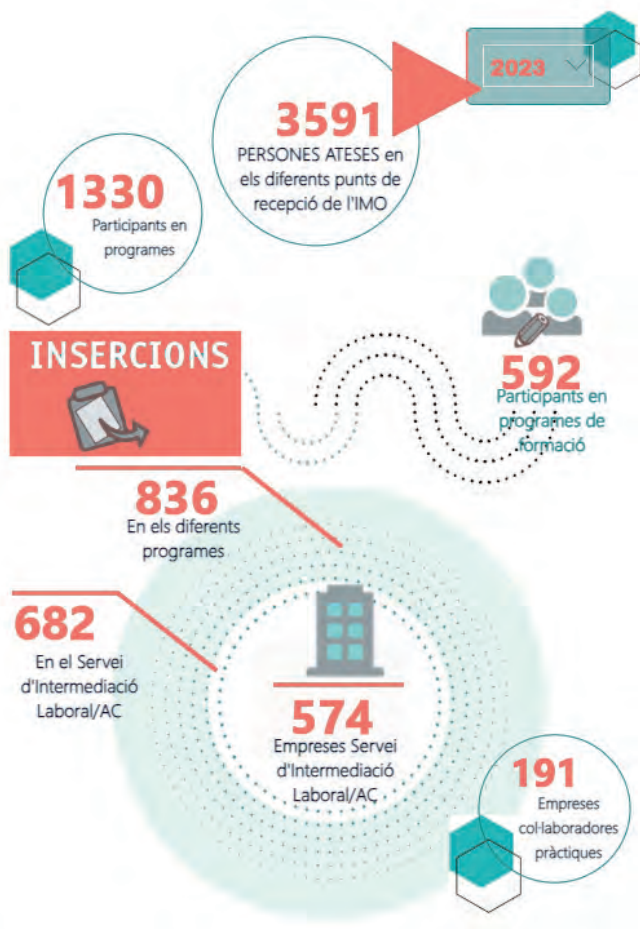 2023
3591
PERSONES ATESES en
els diferents punts de
recepció de l'IMO
1330
Participants en
programes
INSERCIONS
592
Participants en
programes de
formació
836
En els diferents
programes
682
En el Servei
d'Intermediació
Laboral/AC
574
Empreses Servei
d'Intermediació
Laboral/AC
191
Empreses
col·laboradores
pràctiques